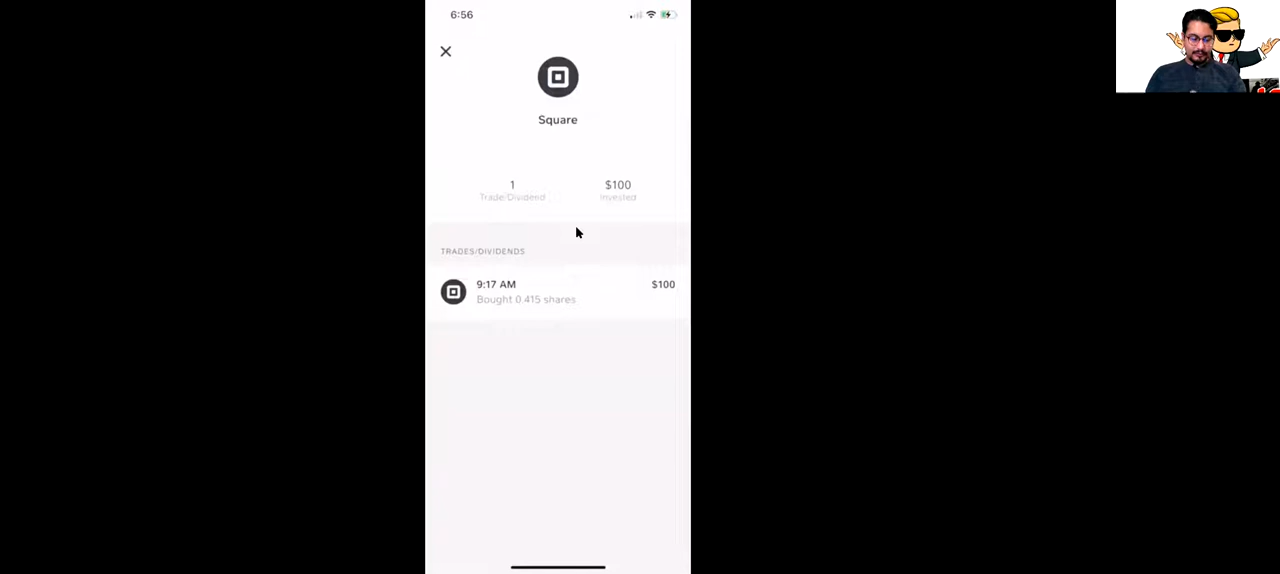 6:56
Square
1
Trade/Dividend
$100
Invested
TRADES/DIVIDENDS
9:17 AM
$100
Bought 0.415 shares